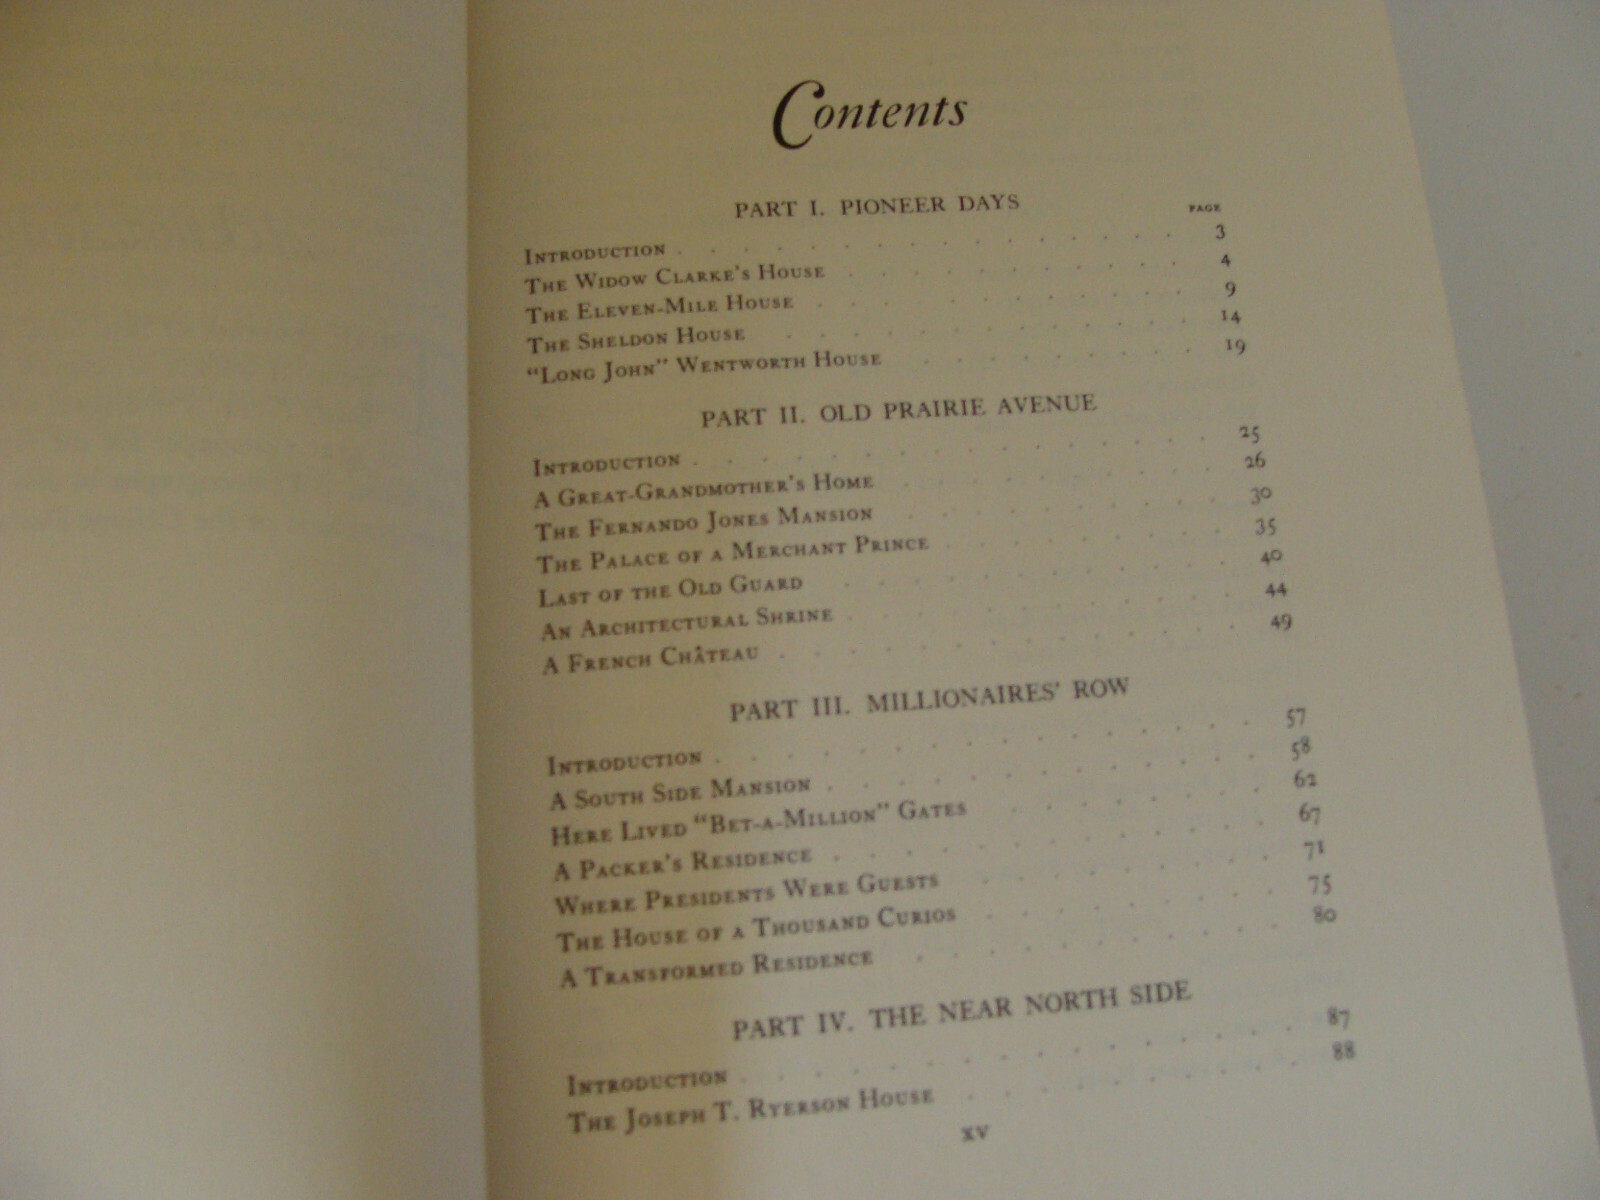 Contents
PART I. PIONEER DAYS
PAGE
Introduction 3
The Widow Clarke's House 4
The Eleven-Mile House 9
The Sheldon House 14
"Long John" Wentworth House 19
PART II. OLD PRAIRIE AVENUE
Introduction 25
A Great-Grandmother's Home 26
The Fernando Jones Mansion 30
The Palace of a Merchant Prince 35
Last of the Old Guard 40
An Architectural Shrine 44
A French Château 49
PART III. MILLIONAIRES' ROW
Introduction 57
A South Side Mansion 58
Here Lived "Bet-a-Million" Gates 62
A Packer's Residence 67
Where Presidents Were Guests 71
The House of a Thousand Curios 75
A Transformed Residence 80
PART IV. THE NEAR NORTH SIDE
Introduction 87
The Joseph T. Ryerson House 88
xv